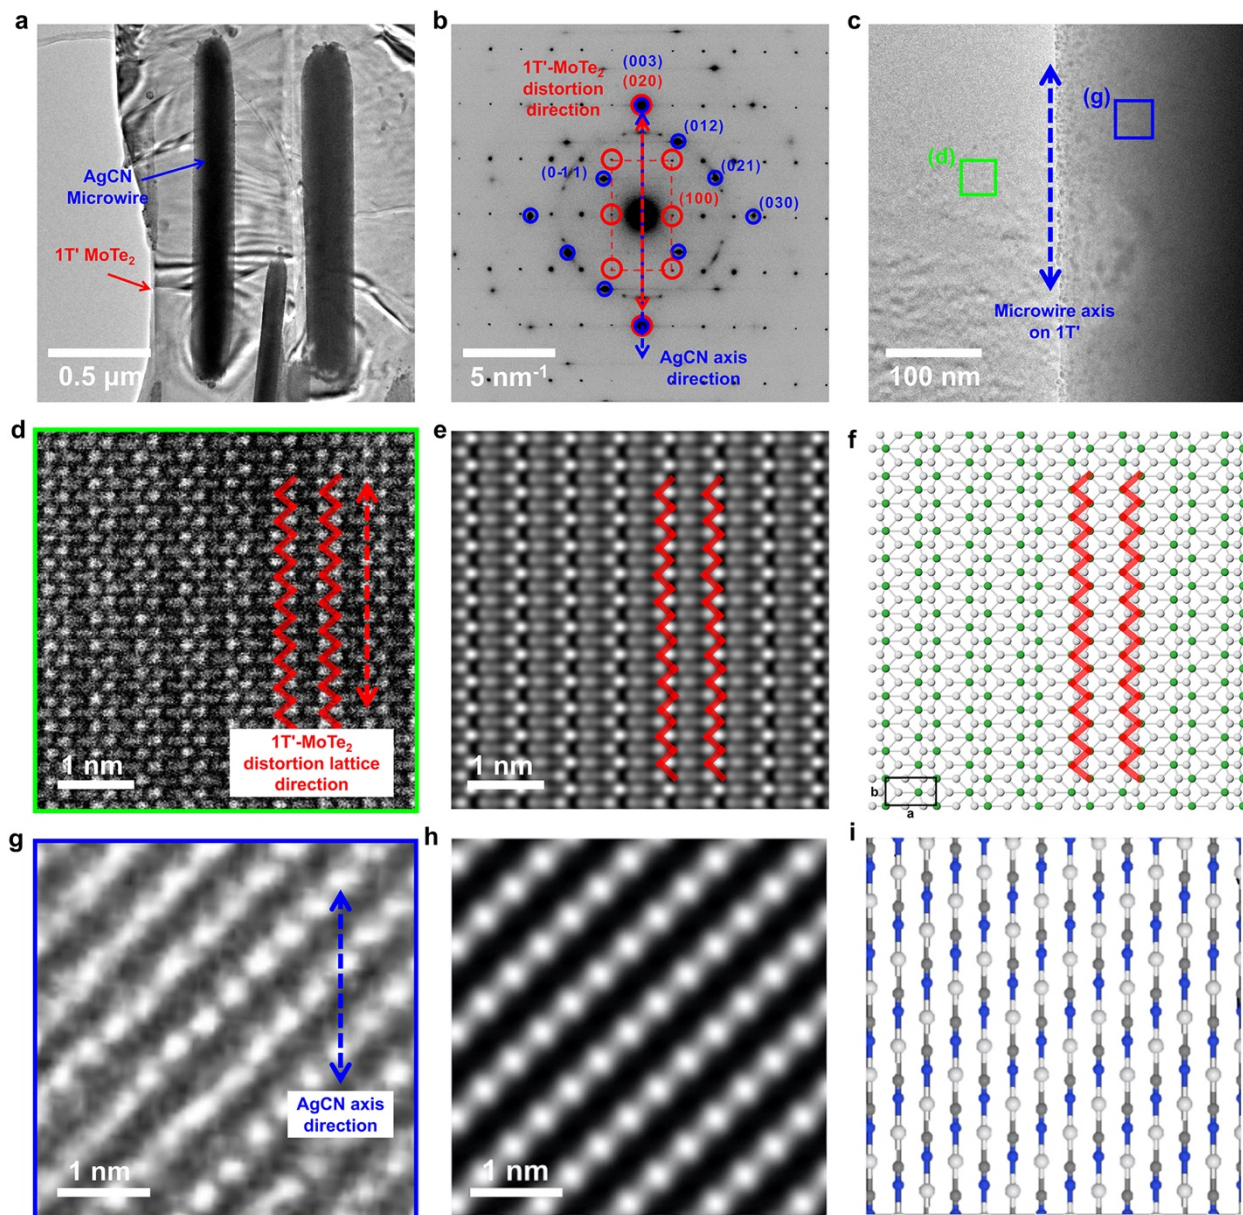 a
AgCN
Microwire
1T' MoTe2
0.5 µm
b
(003)
(020)
1T'-MoTe2
distortion
direction
(012)
(0-11)
(021)
(100)
(030)
AgCN axis
direction
5 nm-1
c
(g)
(d)
Microwire axis
on 1T'
100 nm
d
1T'-MoTe2
distortion lattice
direction
1 nm
e
1 nm
f
b
a
g
AgCN axis
direction
1 nm
h
1 nm
i